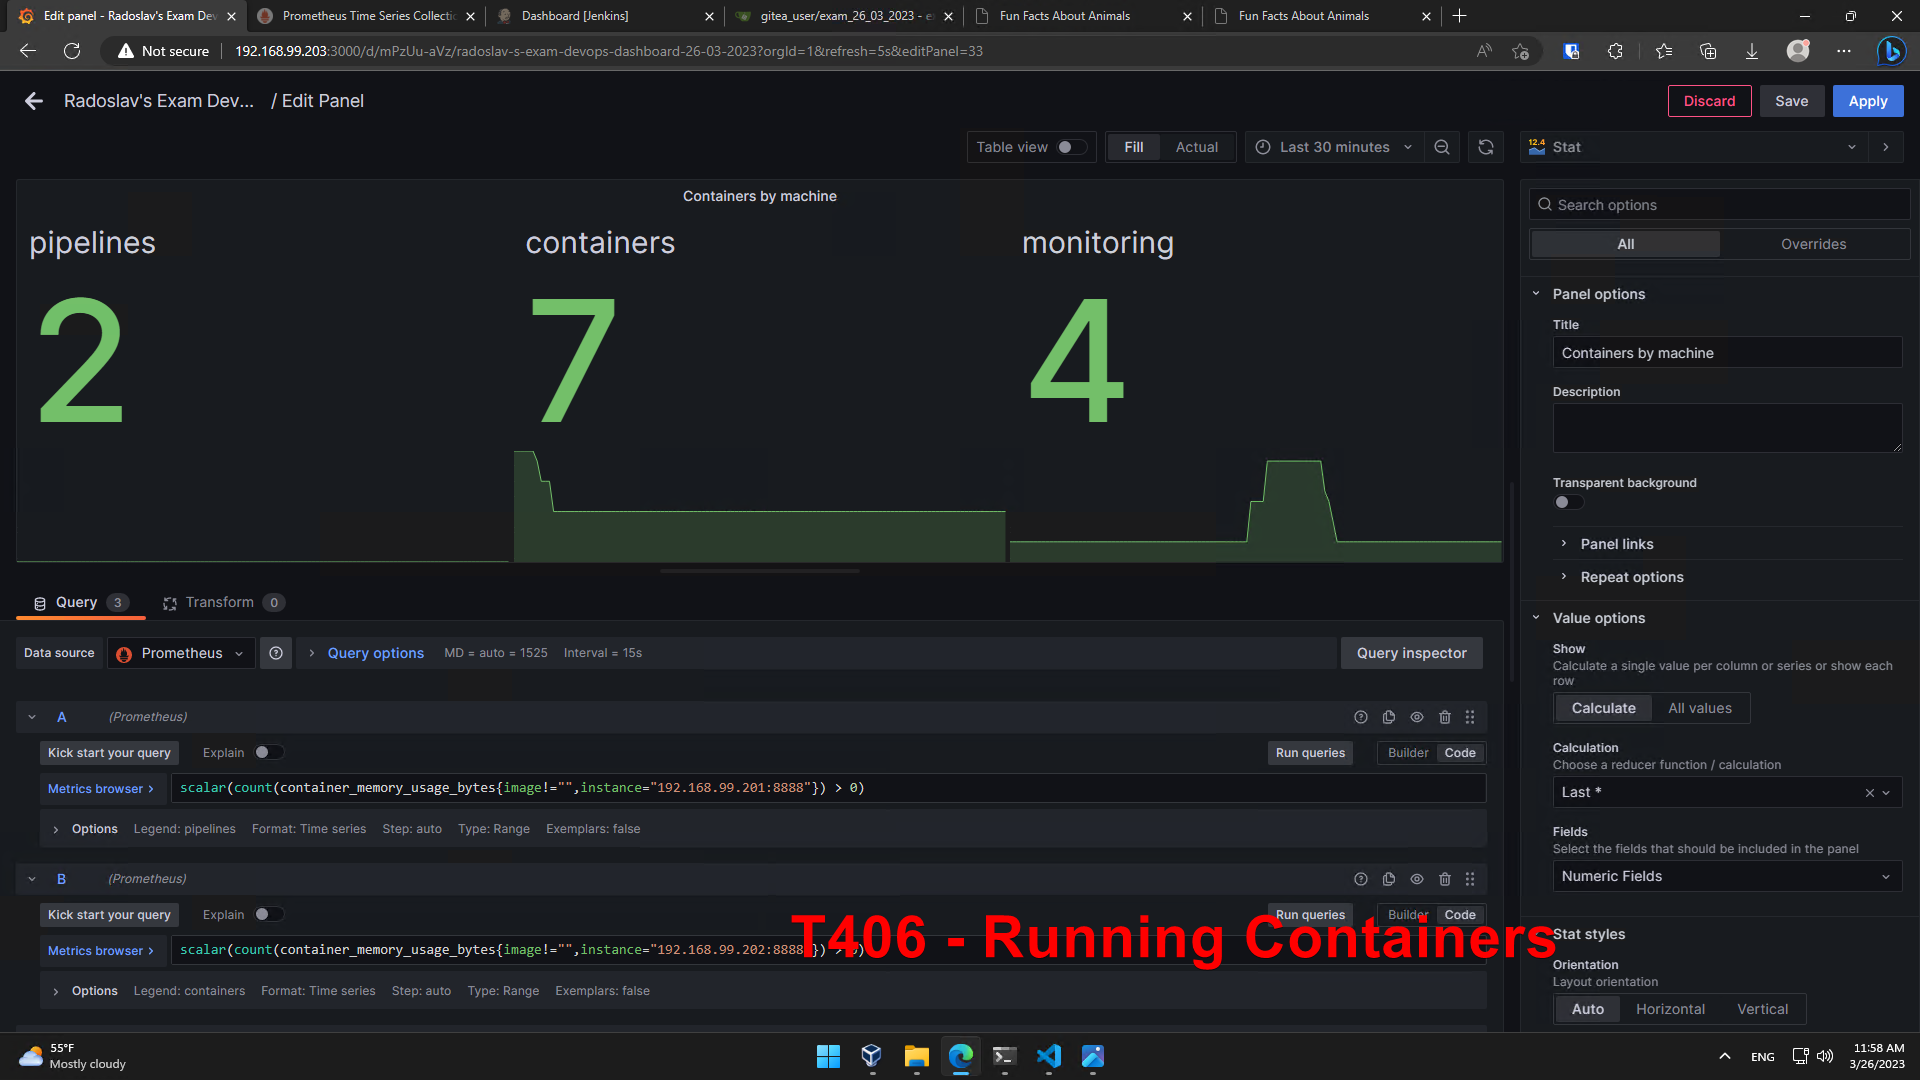 Edit panel - Radoslav's Exam Dev
Prometheus Time Series Collectio
Dashboard [Jenkins]
gitea_user/exam_26_03_2023 - e
Fun Facts About Animals
Fun Facts About Animals
Not secure
192.168.99.203:3000/d/mPzUu-aVz/radoslav-s-exam-devops-dashboard-26-03-2023?orgId=1&refresh=5s&editPanel=33
Radoslav's Exam Dev... / Edit Panel
Discard
Save
Apply
Table view
Fill
Actual
Last 30 minutes
12.4
Stat
Containers by machine
pipelines
2
containers
7
monitoring
4
Search options
All
Overrides
Panel options
Title
Containers by machine
Description
Transparent background
Panel links
Repeat options
Value options
Show
Calculate a single value per column or series or show each
row
Calculate
All values
Calculation
Choose a reducer function / calculation
Last *
Fields
Select the fields that should be included in the panel
Numeric Fields
Stat styles
Orientation
Layout orientation
Auto
Horizontal
Vertical
Query 3
Transform 0
Data source
Prometheus
Query options
MD = auto = 1525
Interval = 15s
Query inspector
A
(Prometheus)
Kick start your query
Explain
Run queries
Builder
Code
Metrics browser >
scalar(count(container_memory_usage_bytes{image!="",instance="192.168.99.201:8888"}) > 0)
Options
Legend: pipelines
Format: Time series
Step: auto
Type: Range
Exemplars: false
B
(Prometheus)
Kick start your query
Explain
Run queries
Builder
Code
Metrics browser >
scalar(count(container_memory_usage_bytes{image!="",instance="192.168.99.202:8888"}) > 0)
T406 - Running Containers
Options
Legend: containers
Format: Time series
Step: auto
Type: Range
Exemplars: false
55°F
Mostly cloudy
ENG
11:58 AM
3/26/2023